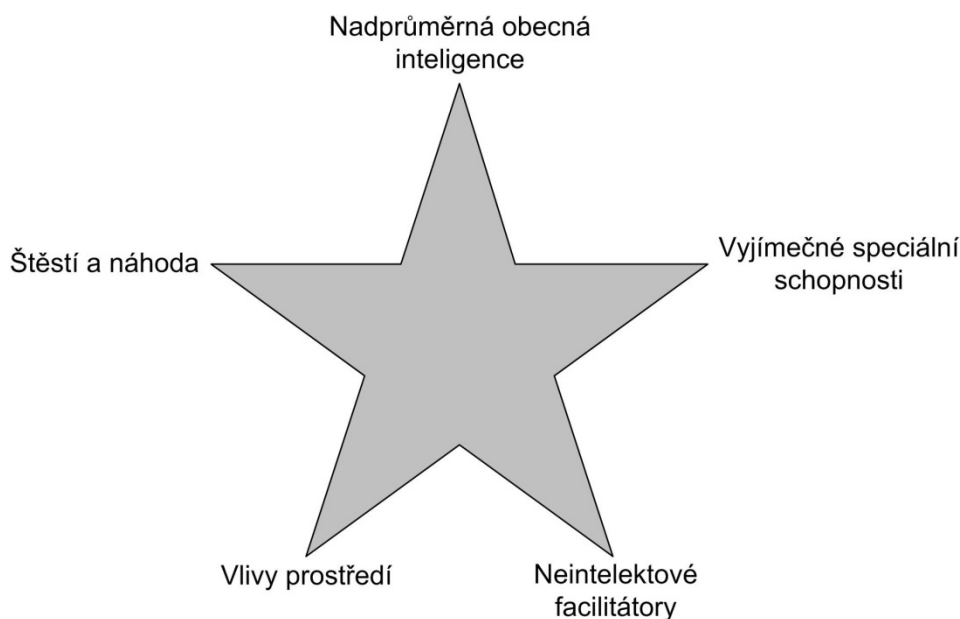 Nadprůměrná obecná
inteligence
Štěstí a náhoda
Vyjímečné speciální
schopnosti
Vlivy prostředí
Neintelektové
facilitátory